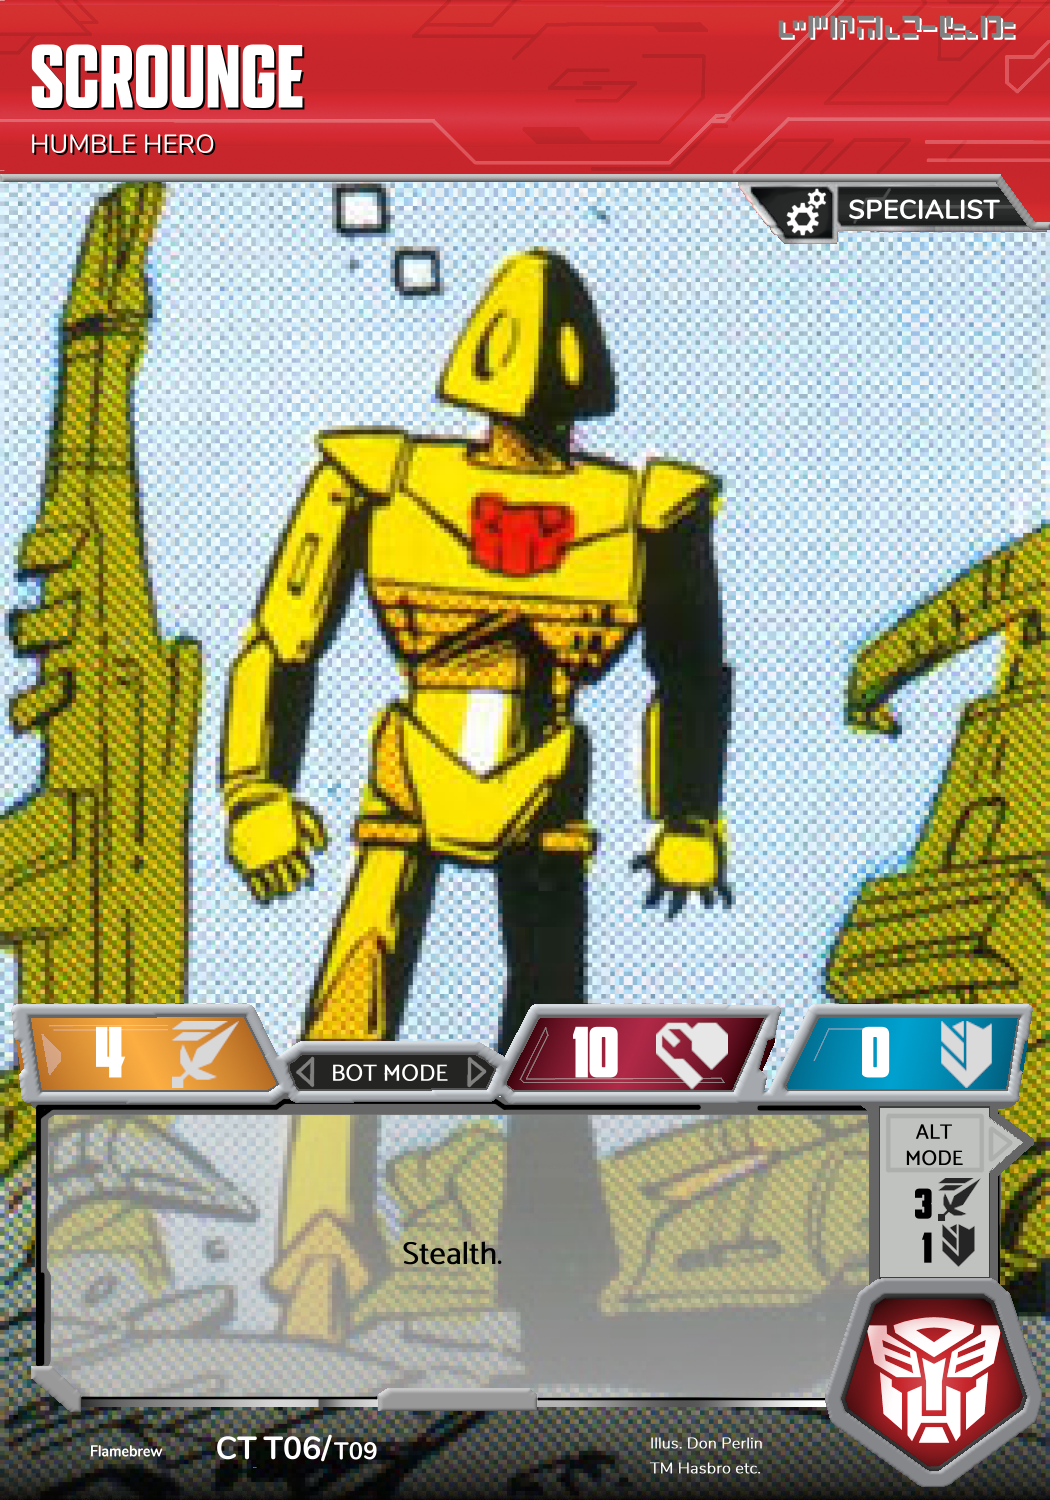 SCROUNGE
HUMBLE HERO
SPECIALIST
4
BOT MODE
10
0
ALT
MODE
3
1
Stealth.
Flamebrew
CT T06/T09
Illus. Don Perlin
TM Hasbro etc.